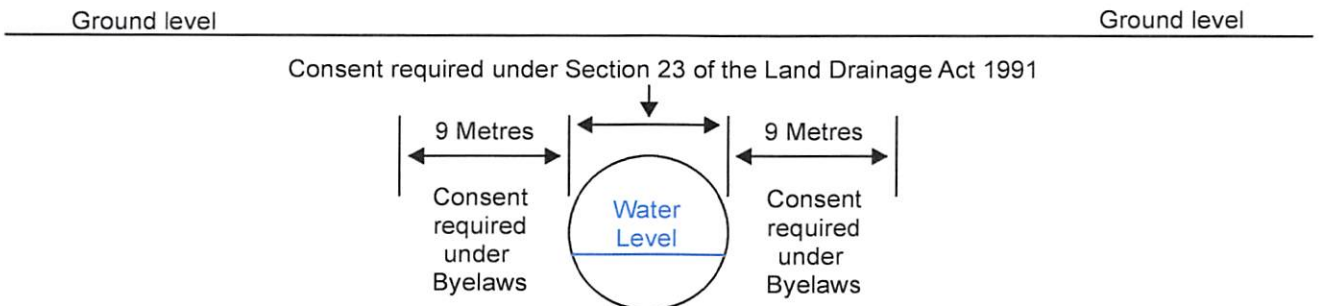 Ground level
Ground level
Consent required under Section 23 of the Land Drainage Act 1991
9 Metres
9 Metres
Consent
required
under
Byelaws
Water
Level
Consent
required
under
Byelaws